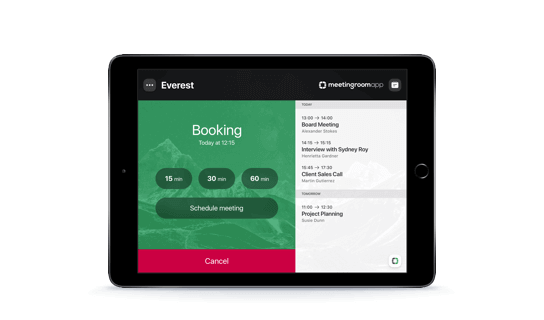 Everest
meetingroomapp
Booking
Today at 12:15
15 min
30 min
60 min
Schedule meeting
Cancel
TODAY
13:00 → 14:00
Board Meeting
Alexander Stokes
14:15 → 15:15
Interview with Sydney Roy
Henrietta Gardner
15:45 → 17:30
Client Sales Call
Martin Gutierrez
TOMORROW
11:00 → 12:30
Project Planning
Susie Dunn